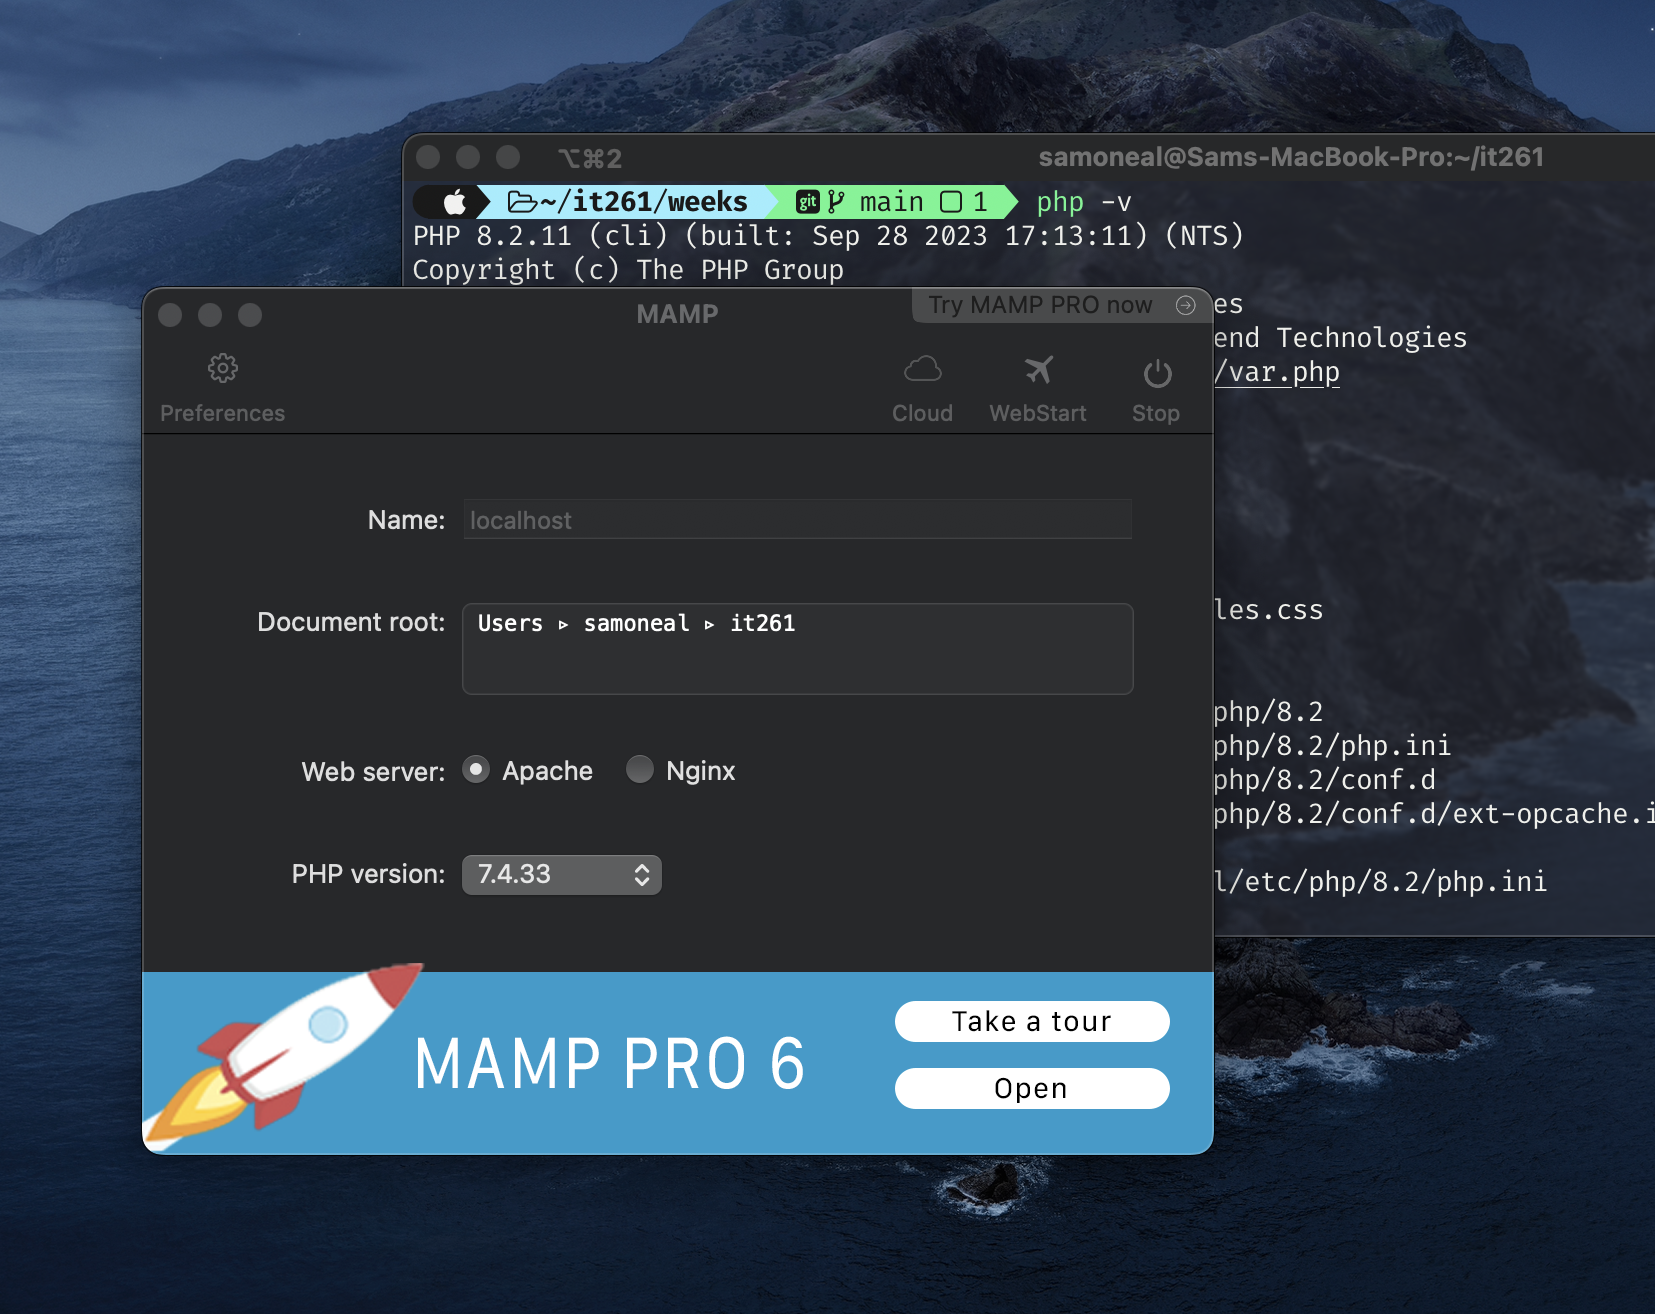 ⌥⌘2
samoneal@Sams-MacBook-Pro:~/it261
~/it261/weeks git main 1 php -v
PHP 8.2.11 (cli) (built: Sep 28 2023 17:13:11) (NTS)
Copyright (c) The PHP Group
es
end Technologies
/var.php
les.css
php/8.2
php/8.2/php.ini
php/8.2/conf.d
php/8.2/conf.d/ext-opcache.i
l/etc/php/8.2/php.ini
MAMP
Try MAMP PRO now
Preferences
Cloud
WebStart
Stop
Name: localhost
Document root: Users ▹ samoneal ▹ it261
Web server: Apache Nginx
PHP version: 7.4.33
MAMP PRO 6
Take a tour
Open